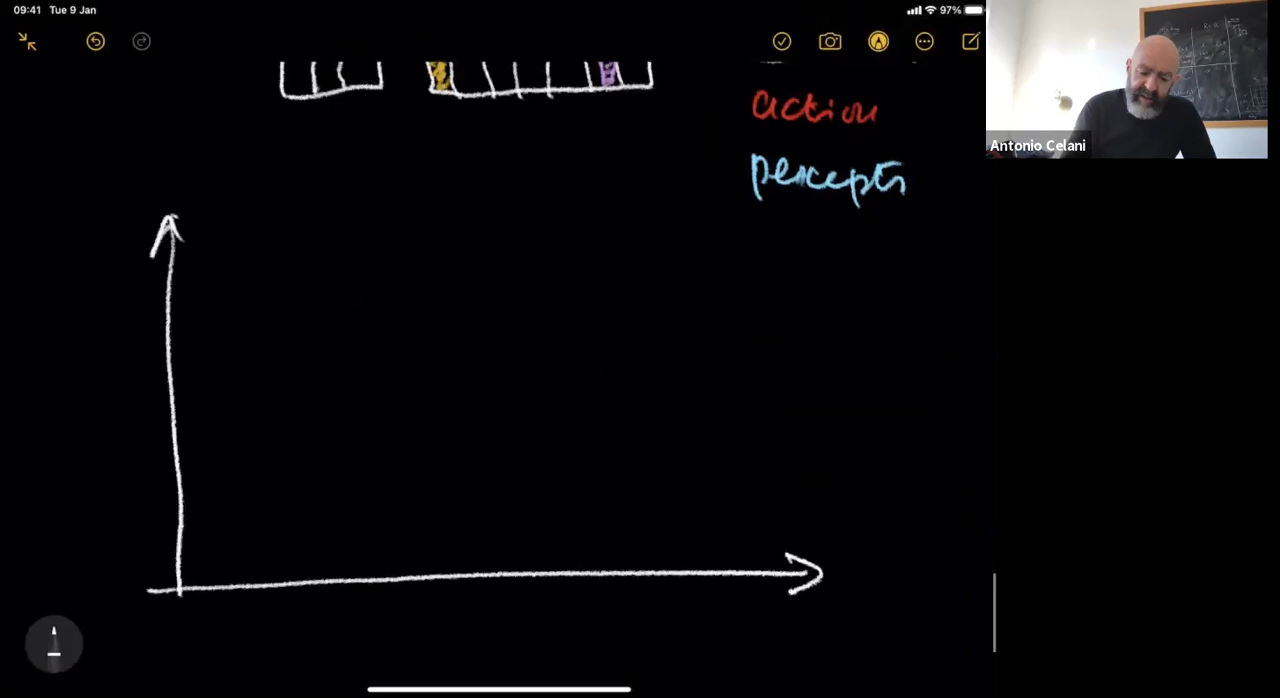 09:41 Tue 9 Jan
97%
action
percepts
Antonio Celani